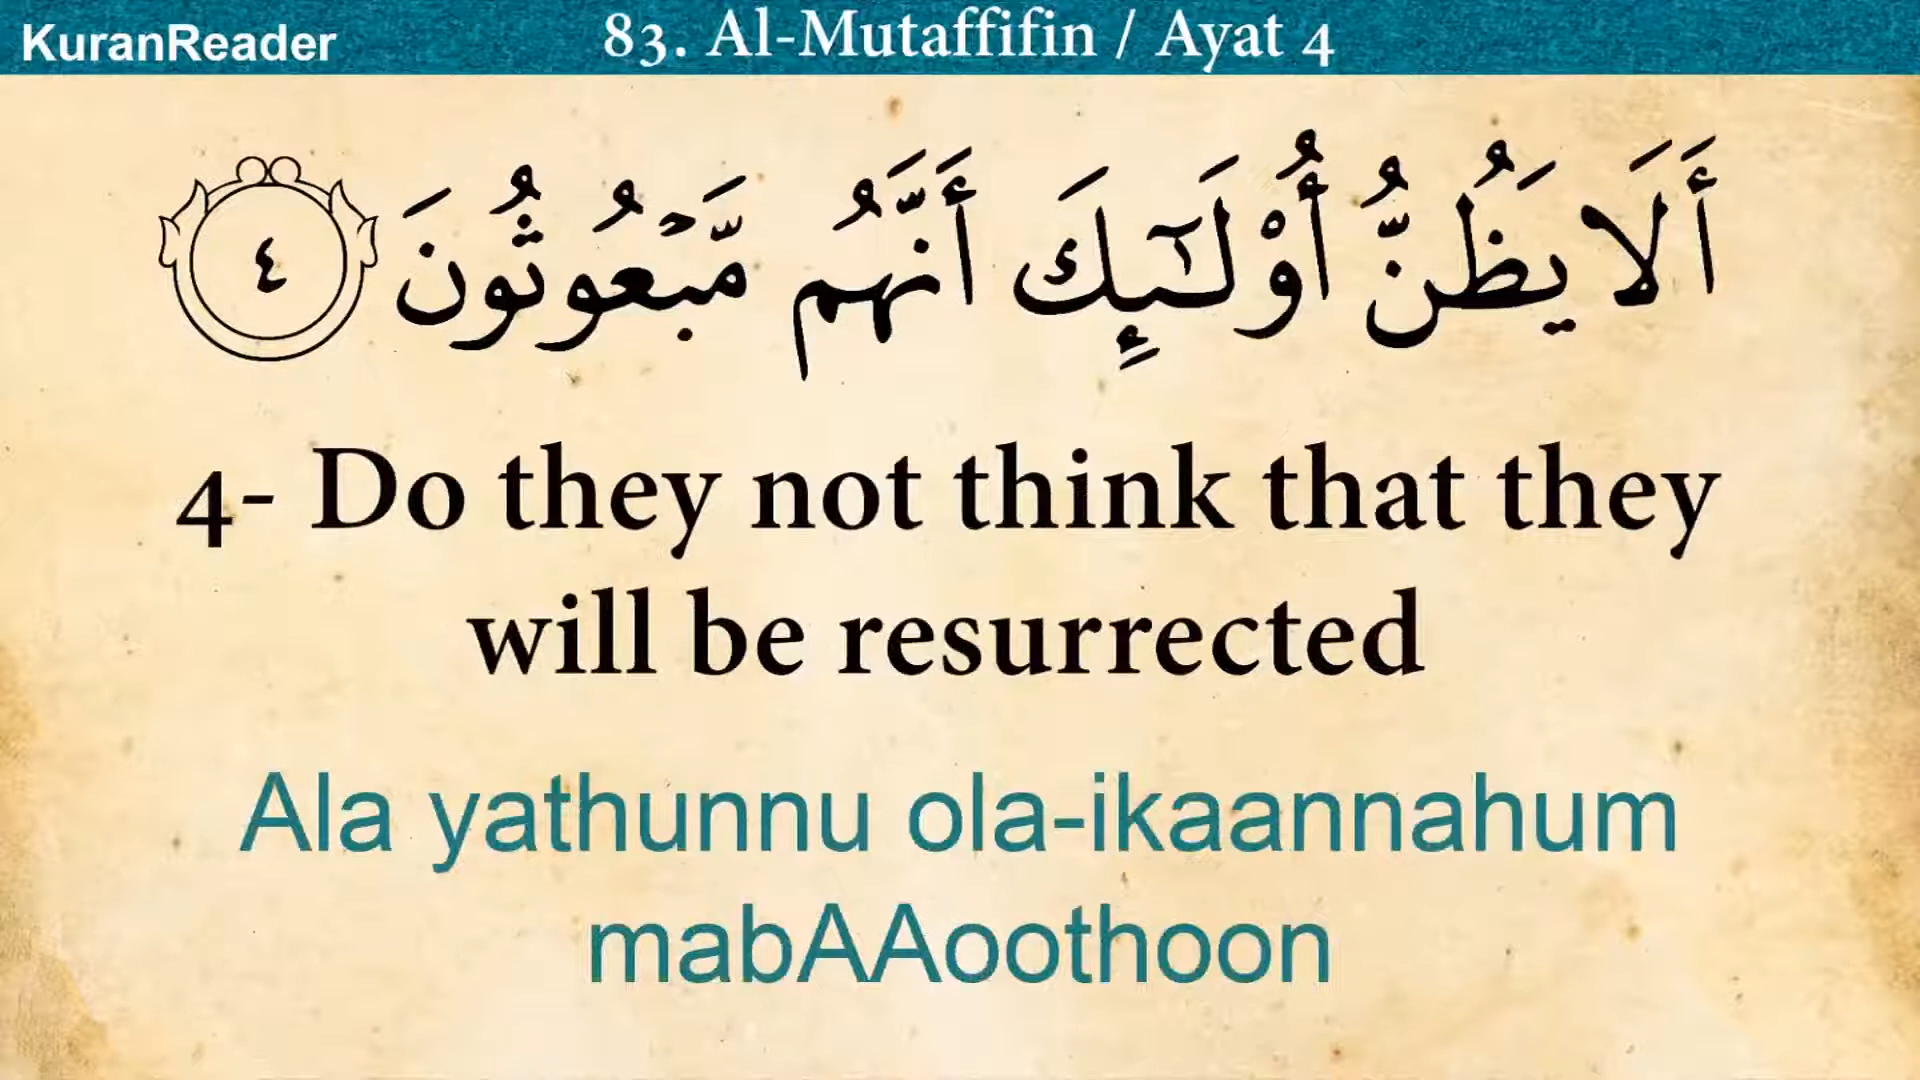 KuranReader
83. Al-Mutaffifin / Ayat 4
أَلَا يَظُنُّ أُوْلَـٰٓئِكَ أَنَّهُم مَّبۡعُوثُونَ ٤
4- Do they not think that they
will be resurrected
Ala yathunnu ola-ikaannahum
mabAAoothoon